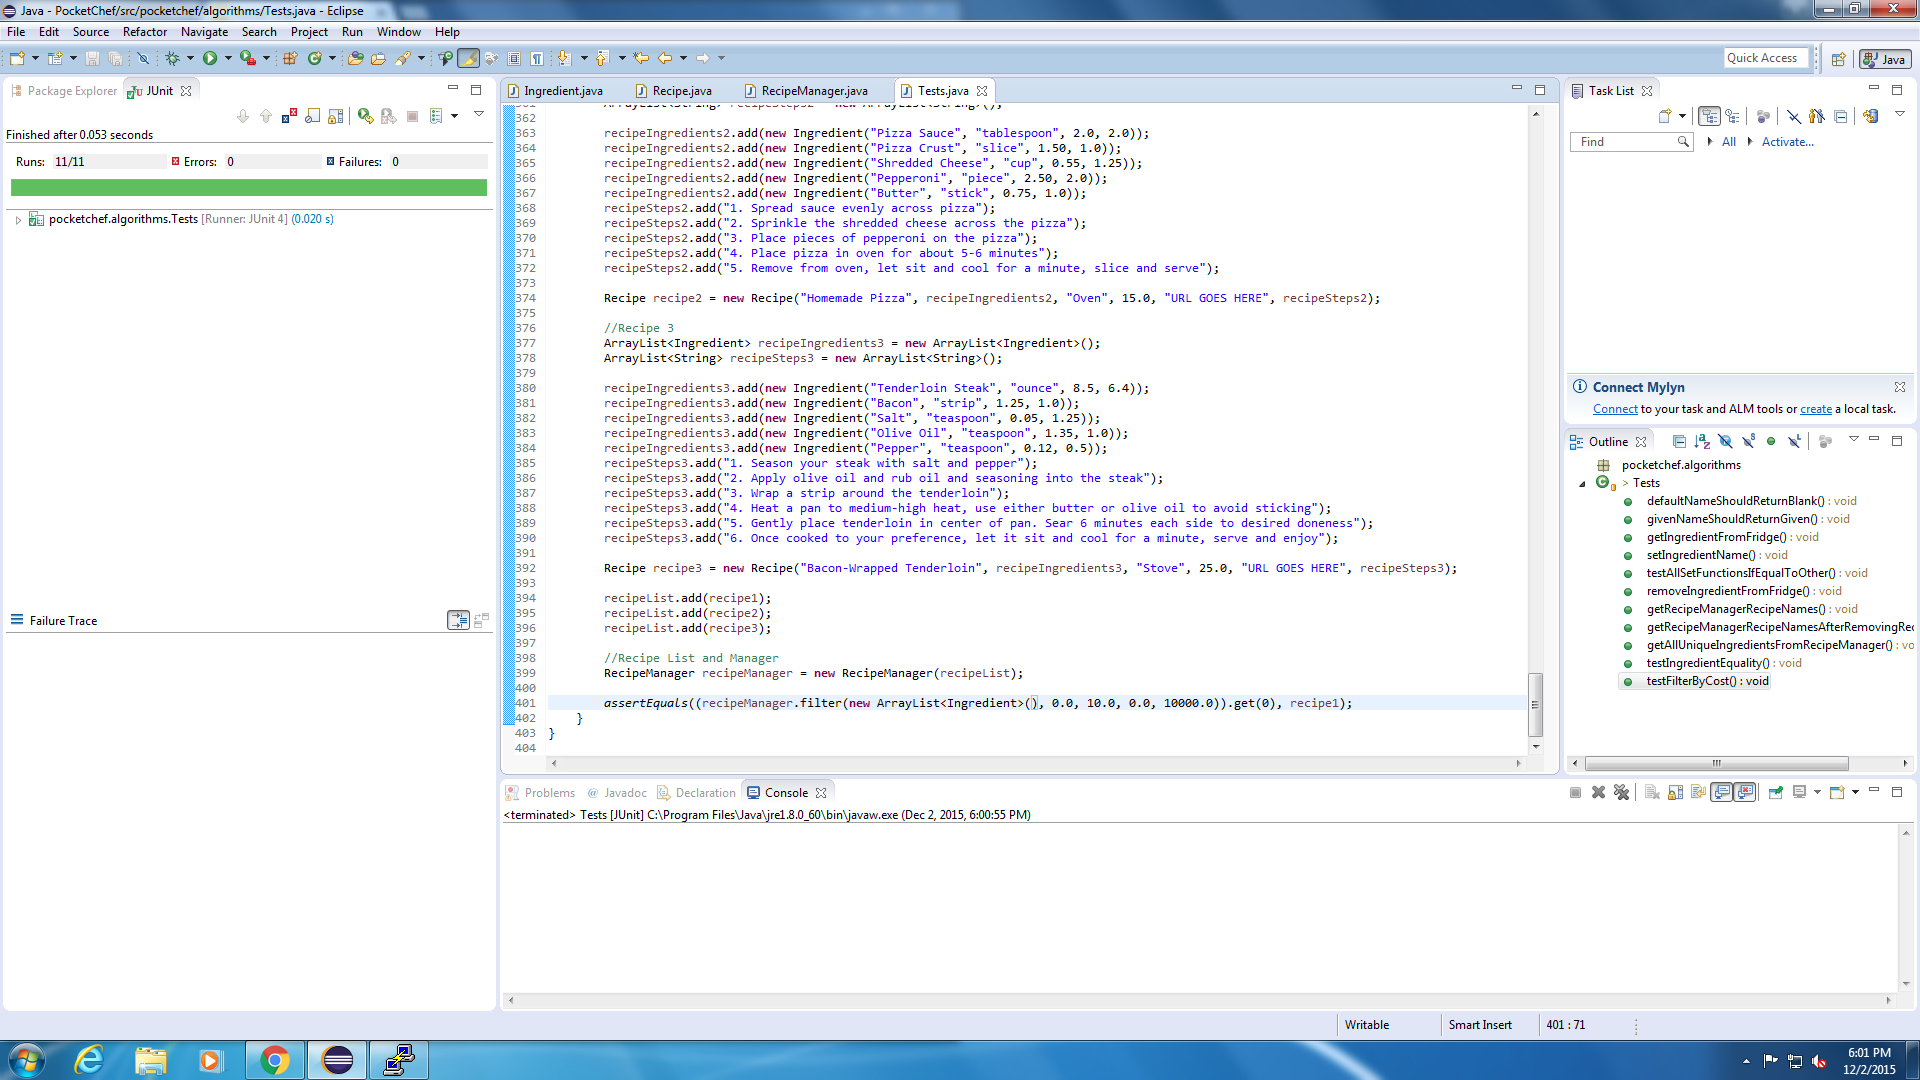 Java - PocketChef/src/pocketchef/algorithms/Tests.java - Eclipse
File Edit Source Refactor Navigate Search Project Run Window Help
Quick Access
Java
Package Explorer
JUnit
Finished after 0.053 seconds
Runs: 11/11 Errors: 0 Failures: 0
pocketchef.algorithms.Tests [Runner: JUnit 4] (0.020 s)
Failure Trace
Ingredient.java Recipe.java RecipeManager.java Tests.java
361 ArrayList<String> recipeSteps2 = new ArrayList<String>();
362
363 recipeIngredients2.add(new Ingredient("Pizza Sauce", "tablespoon", 2.0, 2.0));
364 recipeIngredients2.add(new Ingredient("Pizza Crust", "slice", 1.50, 1.0));
365 recipeIngredients2.add(new Ingredient("Shredded Cheese", "cup", 0.55, 1.25));
366 recipeIngredients2.add(new Ingredient("Pepperoni", "piece", 2.50, 2.0));
367 recipeIngredients2.add(new Ingredient("Butter", "stick", 0.75, 1.0));
368 recipeSteps2.add("1. Spread sauce evenly across pizza");
369 recipeSteps2.add("2. Sprinkle the shredded cheese across the pizza");
370 recipeSteps2.add("3. Place pieces of pepperoni on the pizza");
371 recipeSteps2.add("4. Place pizza in oven for about 5-6 minutes");
372 recipeSteps2.add("5. Remove from oven, let sit and cool for a minute, slice and serve");
373
374 Recipe recipe2 = new Recipe("Homemade Pizza", recipeIngredients2, "Oven", 15.0, "URL GOES HERE", recipeSteps2);
375
376 //Recipe 3
377 ArrayList<Ingredient> recipeIngredients3 = new ArrayList<Ingredient>();
378 ArrayList<String> recipeSteps3 = new ArrayList<String>();
379
380 recipeIngredients3.add(new Ingredient("Tenderloin Steak", "ounce", 8.5, 6.4));
381 recipeIngredients3.add(new Ingredient("Bacon", "strip", 1.25, 1.0));
382 recipeIngredients3.add(new Ingredient("Salt", "teaspoon", 0.05, 1.25));
383 recipeIngredients3.add(new Ingredient("Olive Oil", "teaspoon", 1.35, 1.0));
384 recipeIngredients3.add(new Ingredient("Pepper", "teaspoon", 0.12, 0.5));
385 recipeSteps3.add("1. Season your steak with salt and pepper");
386 recipeSteps3.add("2. Apply olive oil and rub oil and seasoning into the steak");
387 recipeSteps3.add("3. Wrap a strip around the tenderloin");
388 recipeSteps3.add("4. Heat a pan to medium-high heat, use either butter or olive oil to avoid sticking");
389 recipeSteps3.add("5. Gently place tenderloin in center of pan. Sear 6 minutes each side to desired doneness");
390 recipeSteps3.add("6. Once cooked to your preference, let it sit and cool for a minute, serve and enjoy");
391
392 Recipe recipe3 = new Recipe("Bacon-Wrapped Tenderloin", recipeIngredients3, "Stove", 25.0, "URL GOES HERE", recipeSteps3);
393
394 recipeList.add(recipe1);
395 recipeList.add(recipe2);
396 recipeList.add(recipe3);
397
398 //Recipe List and Manager
399 RecipeManager recipeManager = new RecipeManager(recipeList);
400
401 assertEquals((recipeManager.filter(new ArrayList<Ingredient>(), 0.0, 10.0, 0.0, 10000.0)).get(0), recipe1);
402 }
403 }
404
Problems @ Javadoc Declaration Console
<terminated> Tests [JUnit] C:\Program Files\Java\jre1.8.0_60\bin\javaw.exe (Dec 2, 2015, 6:00:55 PM)
Task List
Find All Activate...
Connect Mylyn
Connect to your task and ALM tools or create a local task.
Outline
pocketchef.algorithms
> Tests
defaultNameShouldReturnBlank() : void
givenNameShouldReturnGiven() : void
getIngredientFromFridge() : void
setIngredientName() : void
testAllSetFunctionsIfEqualToOther() : void
removeIngredientFromFridge() : void
getRecipeManagerRecipeNames() : void
getRecipeManagerRecipeNamesAfterRemovingRec
getAllUniqueIngredientsFromRecipeManager() : vo
testIngredientEquality() : void
testFilterByCost() : void
Writable Smart Insert 401 : 71
6:01 PM
12/2/2015